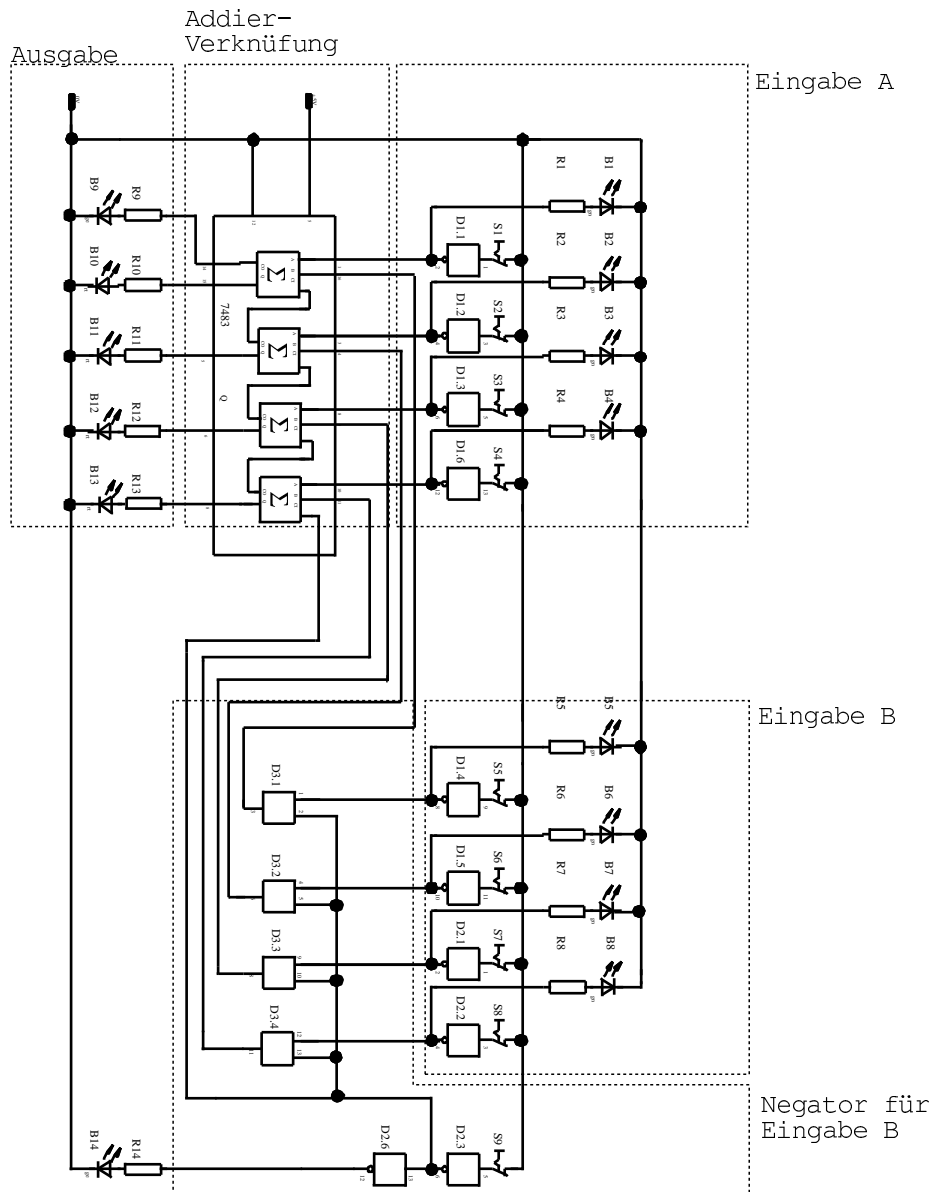 Addier-
Verknüfung
Ausgabe
Eingabe A
R1
B1
R2
B2
R3
B3
R4
B4
S1
S2
S3
S4
D1.1
D1.2
D1.3
D1.6
7483
Q
Σ
Σ
Σ
Σ
B9
R9
B10
R10
B11
R11
B12
R12
B13
R13
Eingabe B
R5
B5
R6
B6
R7
B7
R8
B8
S5
S6
S7
S8
D1.4
D1.5
D2.1
D2.2
D3.1
D3.2
D3.3
D3.4
Negator für
Eingabe B
S9
D2.3
D2.6
R14
B14